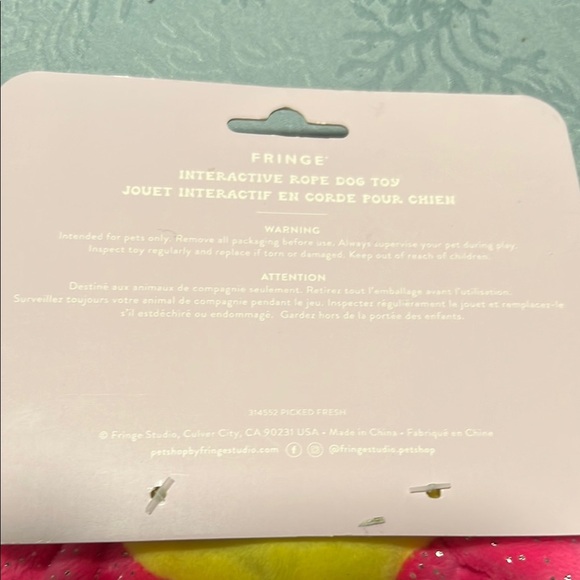 FRINGE
INTERACTIVE ROPE DOG TOY
JOUET INTERACTIF EN CORDE POUR CHIEN
WARNING
Intended for pets only. Remove all packaging before use. Always supervise your pet during play.
Inspect toy regularly and replace if torn or damaged. Keep out of reach of children.
ATTENTION
Destiné aux animaux de compagnie seulement. Retirez tout l'emballage avant l'utilisation.
Surveillez toujours votre animal de compagnie pendant le jeu. Inspectez régulièrement le jouet et remplacez-le
s'il estdéchiré ou endommagé. Gardez hors de la portée des enfants.
314552 PICKED FRESH
© Fringe Studio, Culver City, CA 90231 USA • Made in China • Fabriqué en Chine
petshopbyfringestudio.com @fringestudio.petshop